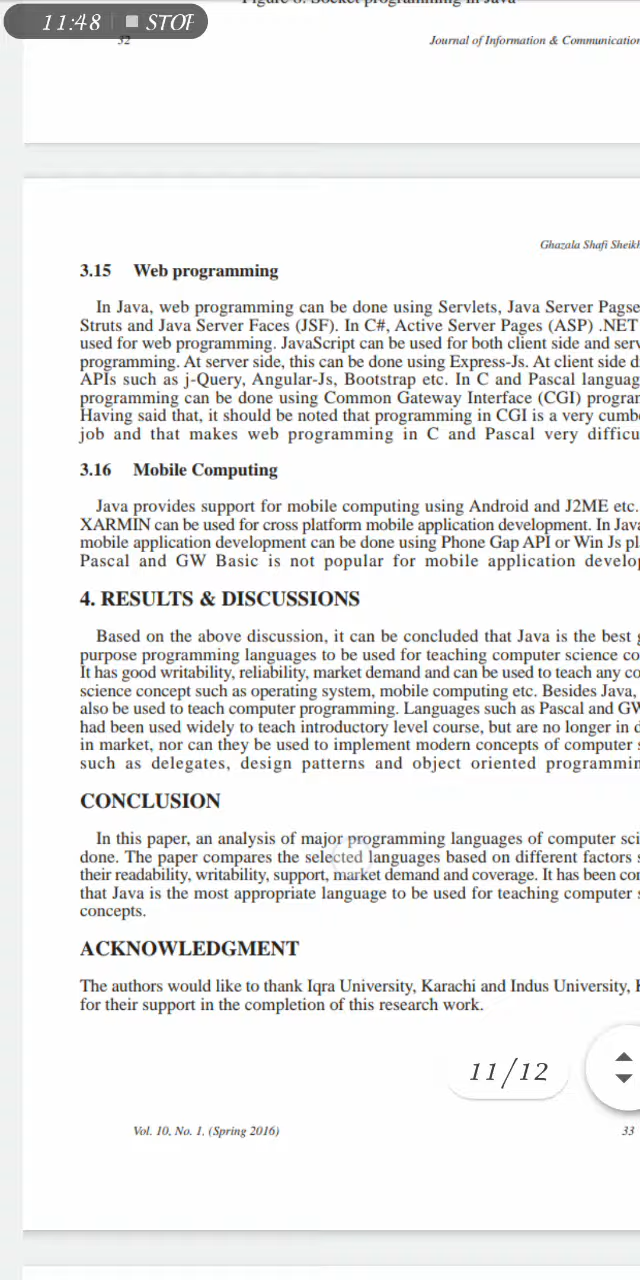 11:48 STOP
32 Journal of Information & Communication
Ghazala Shafi Sheikh
3.15 Web programming
In Java, web programming can be done using Servlets, Java Server Pagse
Struts and Java Server Faces (JSF). In C#, Active Server Pages (ASP) .NET
used for web programming. JavaScript can be used for both client side and serv
programming. At server side, this can be done using Express-Js. At client side d
APIs such as j-Query, Angular-Js, Bootstrap etc. In C and Pascal languag
programming can be done using Common Gateway Interface (CGI) progra
Having said that, it should be noted that programming in CGI is a very cumb
job and that makes web programming in C and Pascal very difficu
3.16 Mobile Computing
Java provides support for mobile computing using Android and J2ME etc.
XARMIN can be used for cross platform mobile application development. In Java
mobile application development can be done using Phone Gap API or Win Js pl
Pascal and GW Basic is not popular for mobile application develop
4. RESULTS & DISCUSSIONS
Based on the above discussion, it can be concluded that Java is the best g
purpose programming languages to be used for teaching computer science co
It has good writability, reliability, market demand and can be used to teach any co
science concept such as operating system, mobile computing etc. Besides Java,
also be used to teach computer programming. Languages such as Pascal and GW
had been used widely to teach introductory level course, but are no longer in d
in market, nor can they be used to implement modern concepts of computer s
such as delegates, design patterns and object oriented programmin
CONCLUSION
In this paper, an analysis of major programming languages of computer sci
done. The paper compares the selected languages based on different factors s
their readability, writability, support, market demand and coverage. It has been con
that Java is the most appropriate language to be used for teaching computer s
concepts.
ACKNOWLEDGMENT
The authors would like to thank Iqra University, Karachi and Indus University, K
for their support in the completion of this research work.
11/12
Vol. 10, No. 1, (Spring 2016) 33